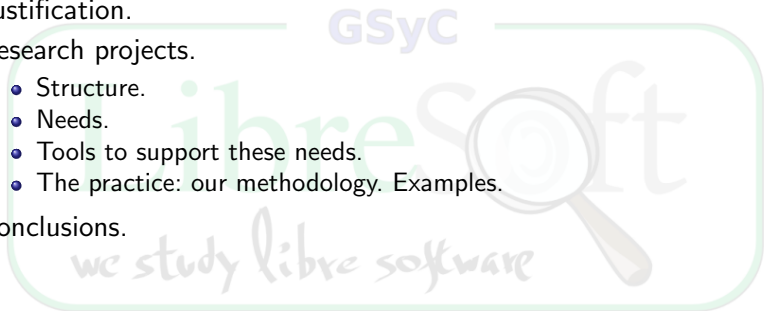 ustification.
GSyC
esearch projects.
Structure.
Needs.
Tools to support these needs.
The practice: our methodology. Examples.
LibreSoft
onclusions.
we study libre software